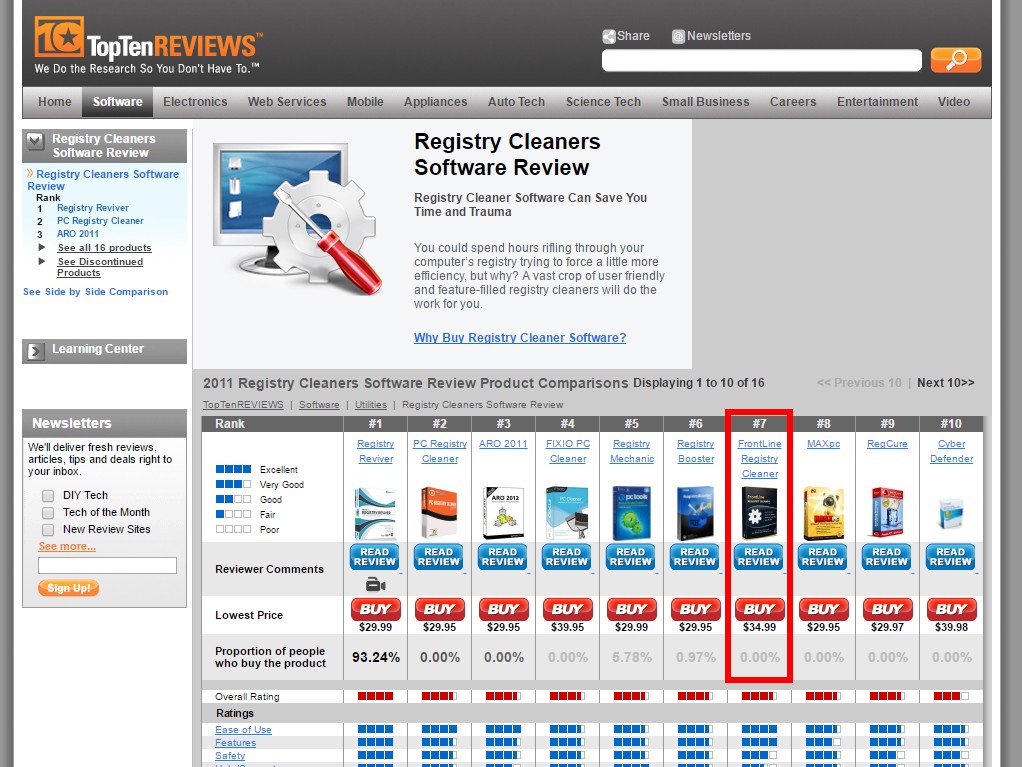 TopTenREVIEWS™
We Do the Research So You Don't Have To.™
Share
Newsletters
Home
Software
Electronics
Web Services
Mobile
Appliances
Auto Tech
Science Tech
Small Business
Careers
Entertainment
Video
Registry Cleaners
Software Review
» Registry Cleaners Software
Review
Rank
1 Registry Reviver
2 PC Registry Cleaner
3 ARO 2011
See all 16 products
See Discontinued
Products
See Side by Side Comparison
Learning Center
Newsletters
We'll deliver fresh reviews,
articles, tips and deals right to
your inbox.
DIY Tech
Tech of the Month
New Review Sites
See more...
Sign Up!
Registry Cleaners
Software Review
Registry Cleaner Software Can Save You
Time and Trauma
You could spend hours rifling through your
computer's registry trying to force a little more
efficiency, but why? A vast crop of user friendly
and feature-filled registry cleaners will do the
work for you.
Why Buy Registry Cleaner Software?
2011 Registry Cleaners Software Review Product Comparisons Displaying 1 to 10 of 16
<< Previous 10 | Next 10>>
TopTenREVIEWS | Software | Utilities | Registry Cleaners Software Review
Rank #1 #2 #3 #4 #5 #6 #7 #8 #9 #10
Registry Reviver
PC Registry Cleaner
ARO 2011
FIXIO PC Cleaner
Registry Mechanic
Registry Booster
FrontLine Registry Cleaner
MAXpc
RegCure
Cyber Defender
Excellent
Very Good
Good
Fair
Poor
ARO 2012
PC Cleaner
pctools
FrontLine
Reviewer Comments
READ REVIEW READ REVIEW READ REVIEW READ REVIEW READ REVIEW READ REVIEW READ REVIEW READ REVIEW READ REVIEW READ REVIEW
Lowest Price
BUY BUY BUY BUY BUY BUY BUY BUY BUY BUY
$29.99 $29.95 $29.95 $39.95 $29.99 $29.95 $34.99 $29.95 $29.97 $39.98
Proportion of people
who buy the product
93.24% 0.00% 0.00% 0.00% 5.78% 0.97% 0.00% 0.00% 0.00% 0.00%
Overall Rating
Ratings
Ease of Use
Features
Safety